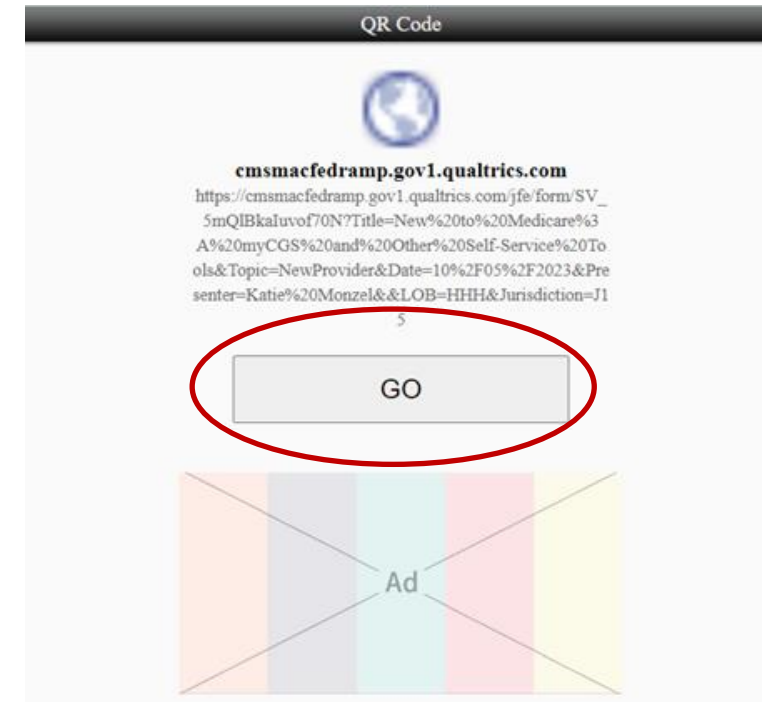 QR Code
cmsmacfedramp.gov1.qualtrics.com
https://cmsmacfedramp.gov1.qualtrics.com/jfe/form/SV_
5mQlBkaIuvof70N?Title=New%20to%20Medicare%3
A%20myCGS%20and%20Other%20Self-Service%20To
ols&Topic=NewProvider&Date=10%2F05%2F2023&Pre
senter=Katie%20Monzel&&LOB=HHH&Jurisdiction=J1
5
GO
Ad